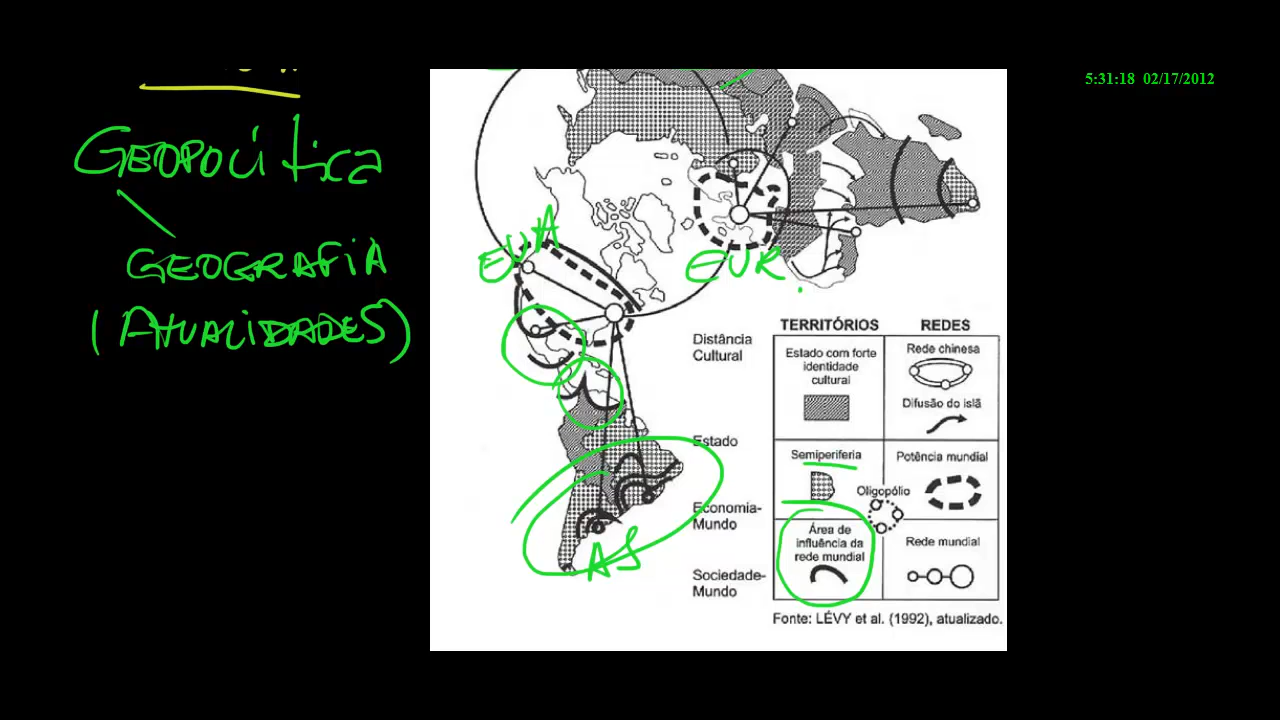 5:31:18 02/17/2012
GEOPOLÍtica
GEOGRAFiA
(ATUALIDADES)
EUA
EUR.
AS
TERRITÓRIOS
REDES
Distância
Cultural
Estado com forte
identidade
cultural
Rede chinesa
Difusão do islã
Estado
Semiperiferia
Potência mundial
Oligopólio
Economia-
Mundo
Área de
influência da
rede mundial
Rede mundial
Sociedade-
Mundo
Fonte: LÉVY et al. (1992), atualizado.